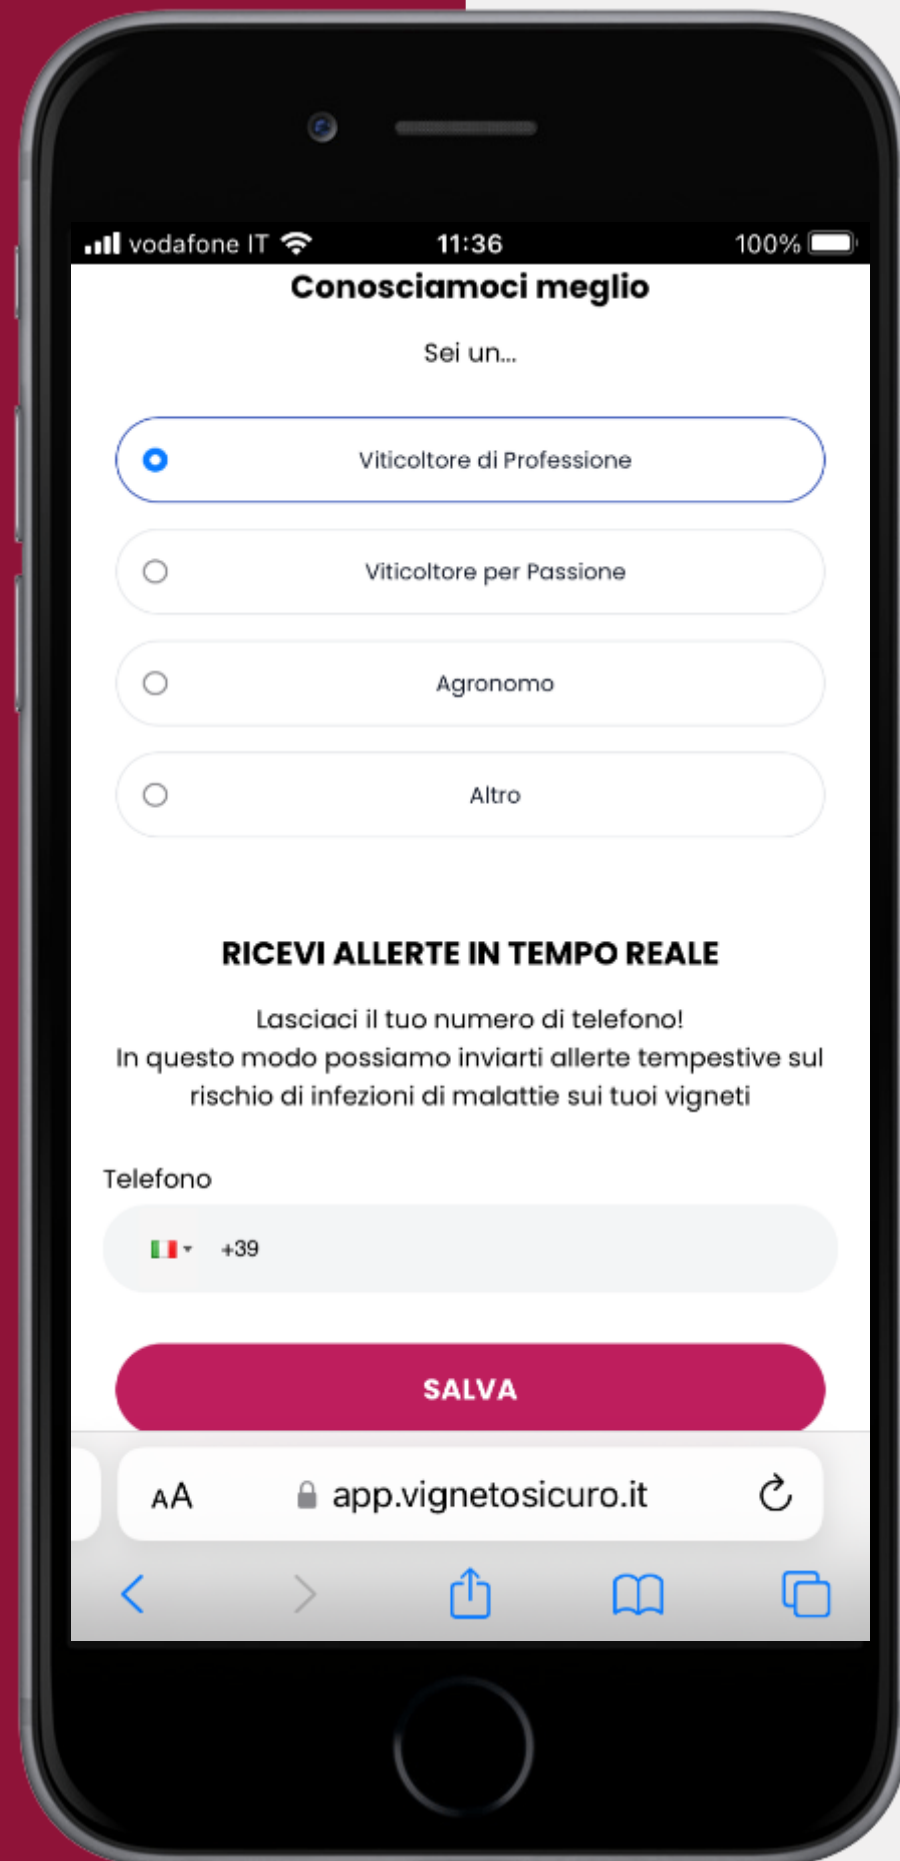 vodafone IT 11:36 100%
Conosciamoci meglio
Sei un...
Viticoltore di Professione
Viticoltore per Passione
Agronomo
Altro
RICEVI ALLERTE IN TEMPO REALE
Lasciaci il tuo numero di telefono!
In questo modo possiamo inviarti allerte tempestive sul
rischio di infezioni di malattie sui tuoi vigneti
Telefono
+39
SALVA
AA app.vignetosicuro.it